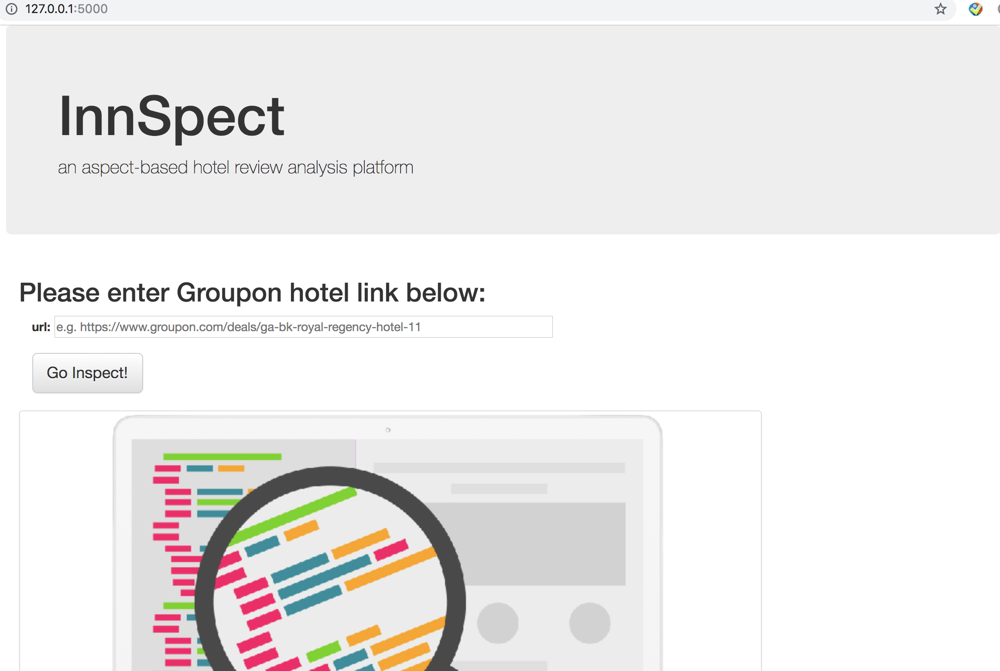 127.0.0.1:5000
InnSpect
an aspect-based hotel review analysis platform
Please enter Groupon hotel link below:
url: e.g. https://www.groupon.com/deals/ga-bk-royal-regency-hotel-11
Go Inspect!